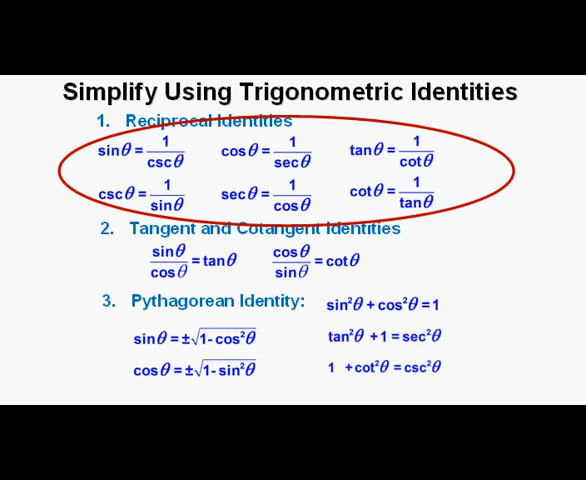 Simplify Using Trigonometric Identities
1. Reciprocal Identities
sinθ = 1/cscθ cosθ = 1/secθ tanθ = 1/cotθ
cscθ = 1/sinθ secθ = 1/cosθ cotθ = 1/tanθ
2. Tangent and Cotangent Identities
sinθ/cosθ = tanθ cosθ/sinθ = cotθ
3. Pythagorean Identity: sin²θ + cos²θ = 1
sinθ = ±√1- cos²θ tan²θ + 1 = sec²θ
cosθ = ±√1- sin²θ 1 + cot²θ = csc²θ